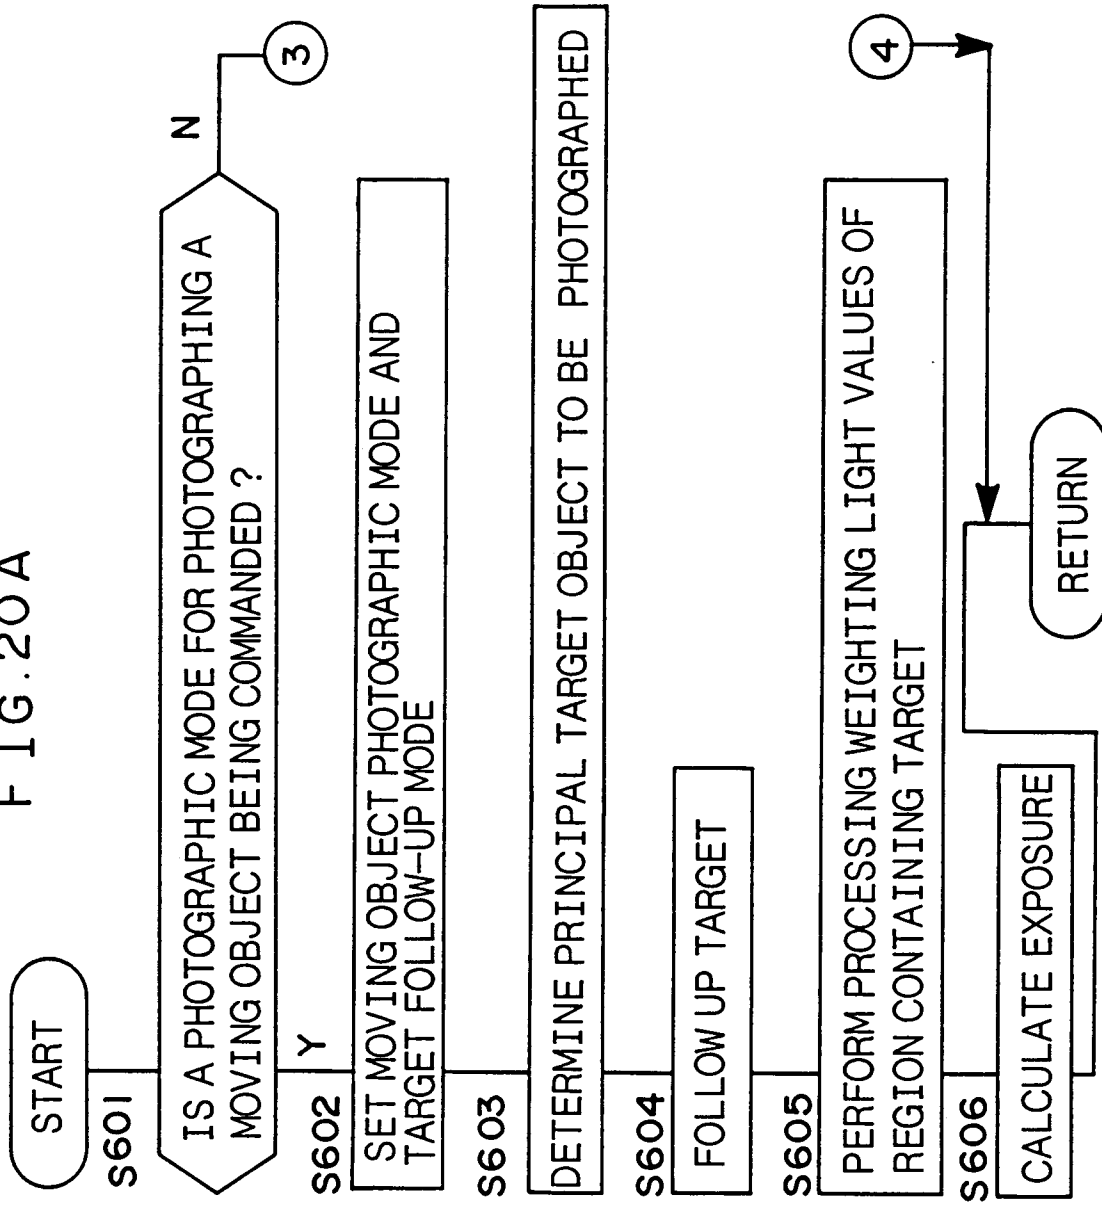 FIG.20A
START
S601
IS A PHOTOGRAPHIC MODE FOR PHOTOGRAPHING A
MOVING OBJECT BEING COMMANDED ?
N
3
Y
S602
SET MOVING OBJECT PHOTOGRAPHIC MODE AND
TARGET FOLLOW-UP MODE
S603
DETERMINE PRINCIPAL TARGET OBJECT TO BE PHOTOGRAPHED
S604
FOLLOW UP TARGET
S605
PERFORM PROCESSING WEIGHTING LIGHT VALUES OF
REGION CONTAINING TARGET
4
S606
CALCULATE EXPOSURE
RETURN